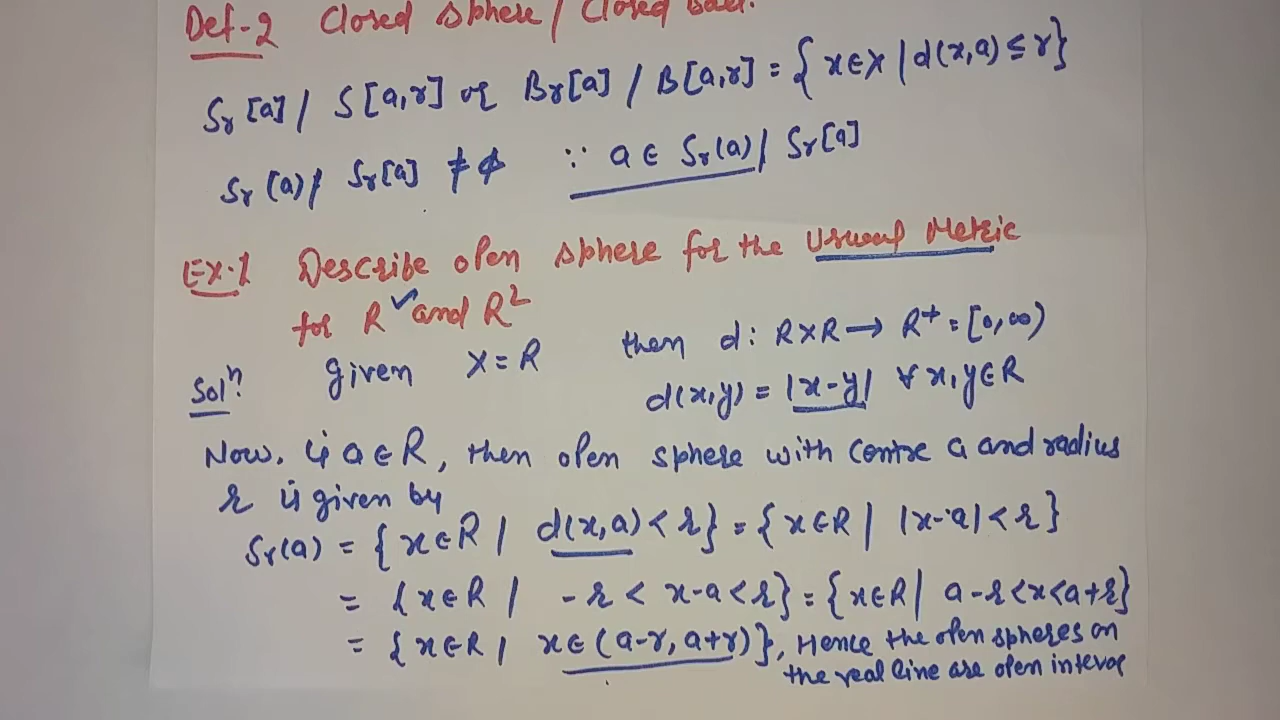 Def-2 Closed sphere / Closed ball.
Sr[a] / S[a,r] or Br[a] / B[a,r] = { x∈X | d(x,a) ≤ r}
Sr(a) / Sr[a] ≠ ϕ ∵ a ∈ Sr(a) / Sr[a]
Ex.1 Describe open sphere for the Usual Metric
for R ✓ and R²
Solⁿ: given X = R then d: R×R → R⁺ = [0,∞)
d(x,y) = |x-y| ∀ x,y∈R
Now, if a∈R, then open sphere with centre a and radius
r is given by
Sr(a) = { x∈R | d(x,a) < r} = { x∈R | |x-a| < r }
= { x∈R | -r < x-a < r} = { x∈R | a-r < x < a+r}
= { x∈R | x∈(a-r, a+r)}, Hence the open spheres on
the real line are open interval